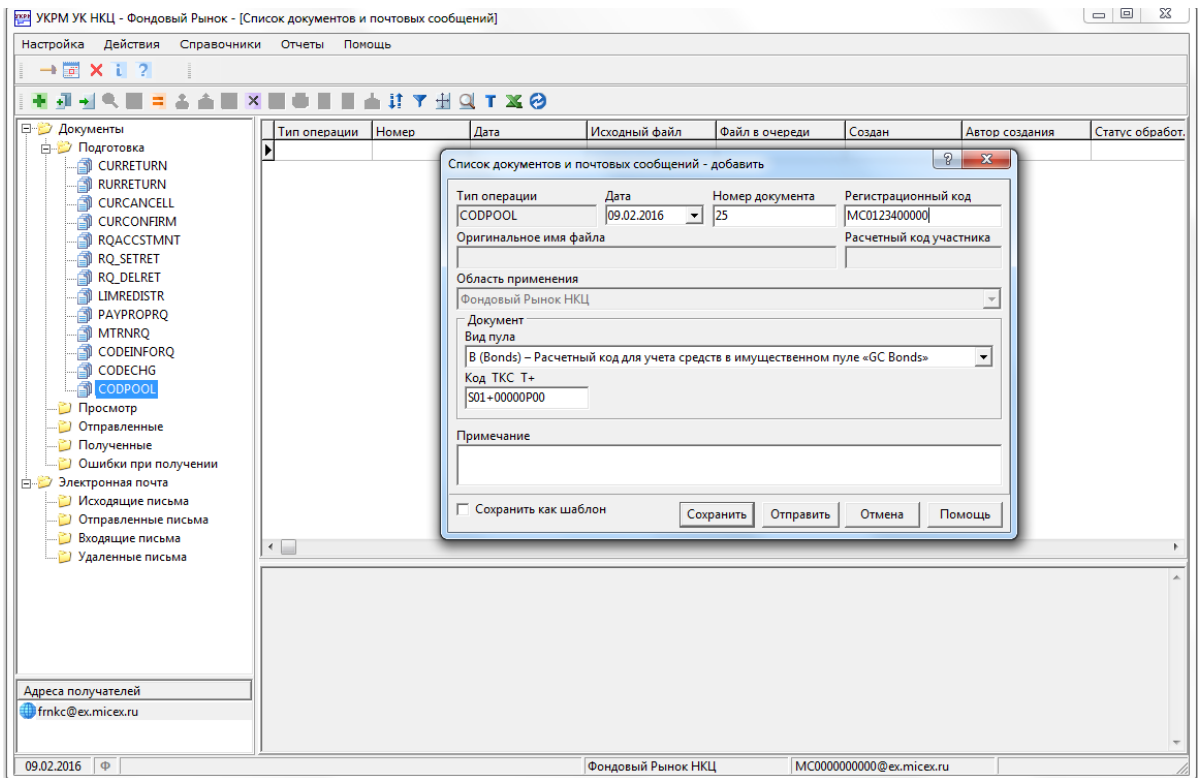 УКРМ УК НКЦ - Фондовый Рынок - [Список документов и почтовых сообщений]
Настройка Действия Справочники Отчеты Помощь
Документы
Подготовка
CURRETURN
RURRETURN
CURCANCELL
CURCONFIRM
RQACCSTMNT
RQ_SETRET
RQ_DELRET
LIMREDISTR
PAYPROPRQ
MTRNRQ
CODEINFORQ
CODECHG
CODPOOL
Просмотр
Отправленные
Полученные
Ошибки при получении
Электронная почта
Исходящие письма
Отправленные письма
Входящие письма
Удаленные письма
Тип операции Номер Дата Исходный файл Файл в очереди Создан Автор создания Статус обработ.
Список документов и почтовых сообщений - добавить
Тип операции Дата Номер документа Регистрационный код
CODPOOL 09.02.2016 25 MC0123400000
Оригинальное имя файла Расчетный код участника
Область применения
Фондовый Рынок НКЦ
Документ
Вид пула
B (Bonds) – Расчетный код для учета средств в имущественном пуле «GC Bonds»
Код ТКС Т+
S01+00000P00
Примечание
Сохранить как шаблон Сохранить Отправить Отмена Помощь
Адреса получателей
frnkc@ex.micex.ru
09.02.2016 Ф Фондовый Рынок НКЦ MC0000000000@ex.micex.ru